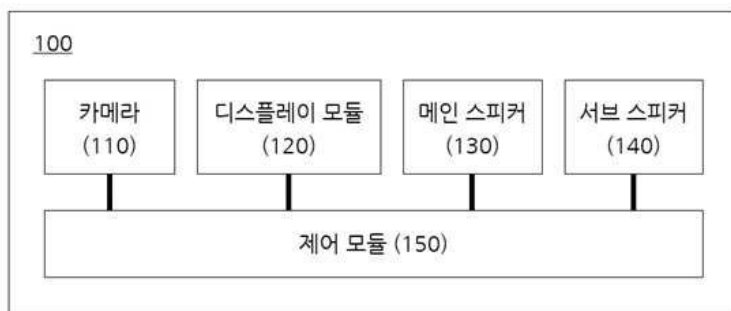 100
카메라
(110)
디스플레이 모듈
(120)
메인 스피커
(130)
서브 스피커
(140)
제어 모듈 (150)